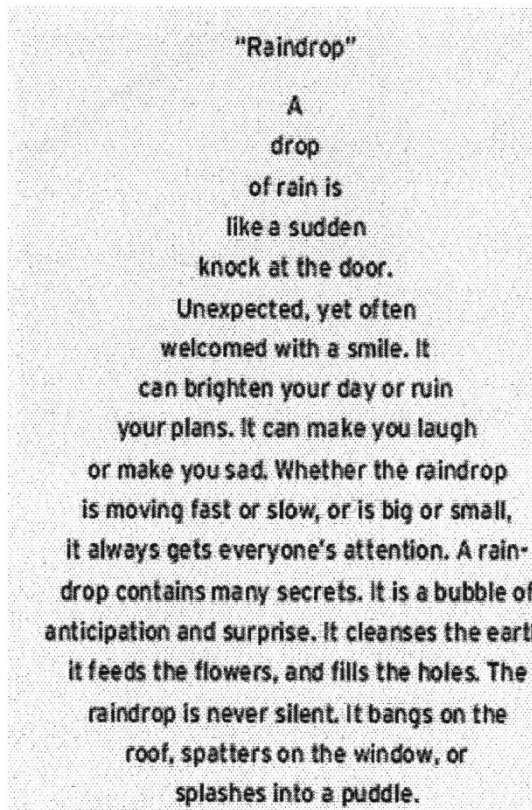 “Raindrop”
A
drop
of rain is
like a sudden
knock at the door.
Unexpected, yet often
welcomed with a smile. It
can brighten your day or ruin
your plans. It can make you laugh
or make you sad. Whether the raindrop
is moving fast or slow, or is big or small,
it always gets everyone’s attention. A rain-
drop contains many secrets. It is a bubble of
anticipation and surprise. It cleanses the eart
it feeds the flowers, and fills the holes. The
raindrop is never silent. It bangs on the
roof, spatters on the window, or
splashes into a puddle.